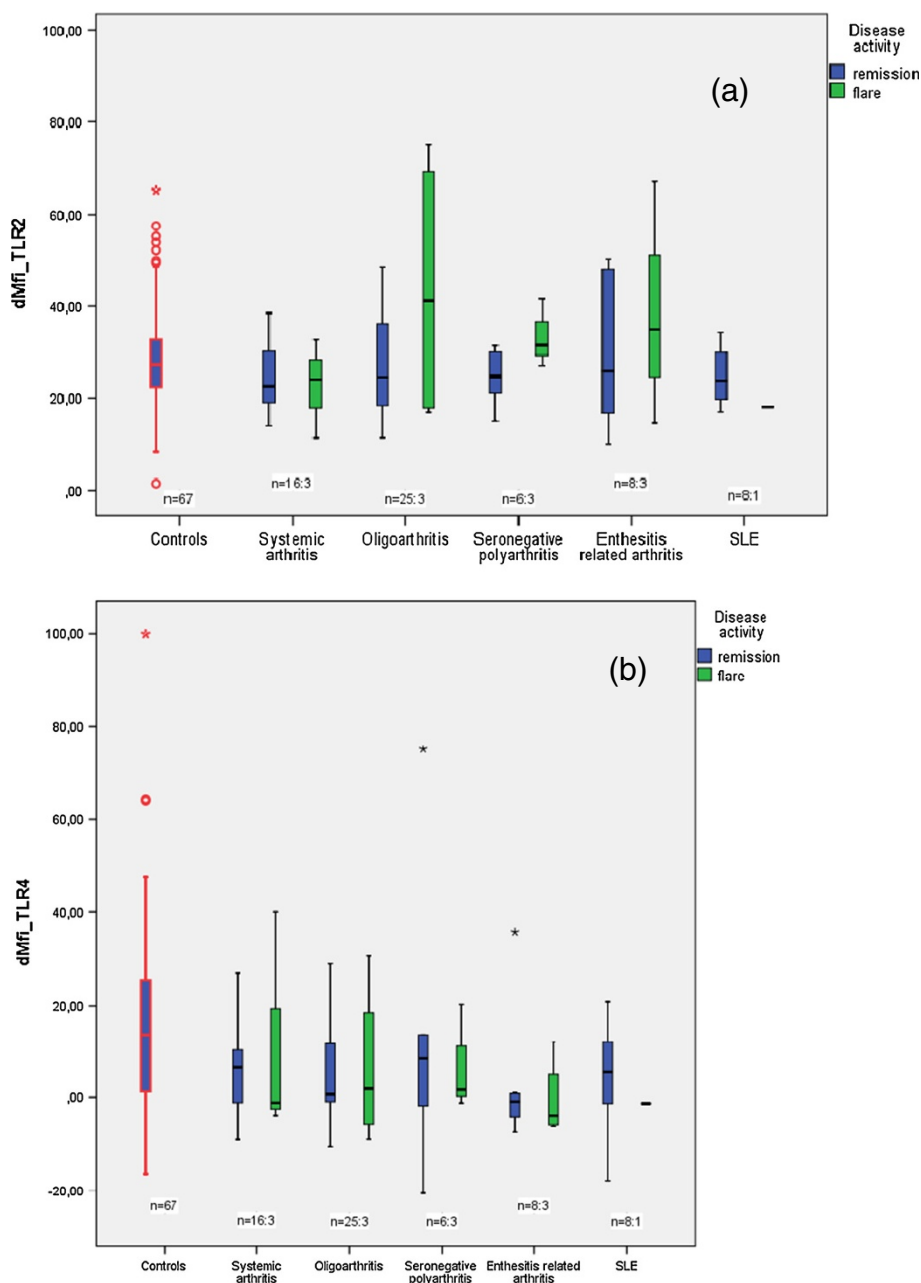 Disease
activity
remission
flare
(a)
100,00
80,00
60,00
40,00
20,00
,00
dMfi_TLR2
n=67
n=16:3
n=25:3
n=6:3
n=8:3
n=8:1
Controls
Systemic
arthritis
Oligoarthritis
Seronegative
polyarthritis
Enthesitis
related arthritis
SLE
Disease
activity
remission
flare
(b)
100,00
80,00
60,00
40,00
20,00
,00
-20,00
dMfi_TLR4
n=67
n=16:3
n=25:3
n=6:3
n=8:3
n=8:1
Controls
Systemic
arthritis
Oligoarthritis
Seronegative
polyarthritis
Enthesitis related
arthritis
SLE